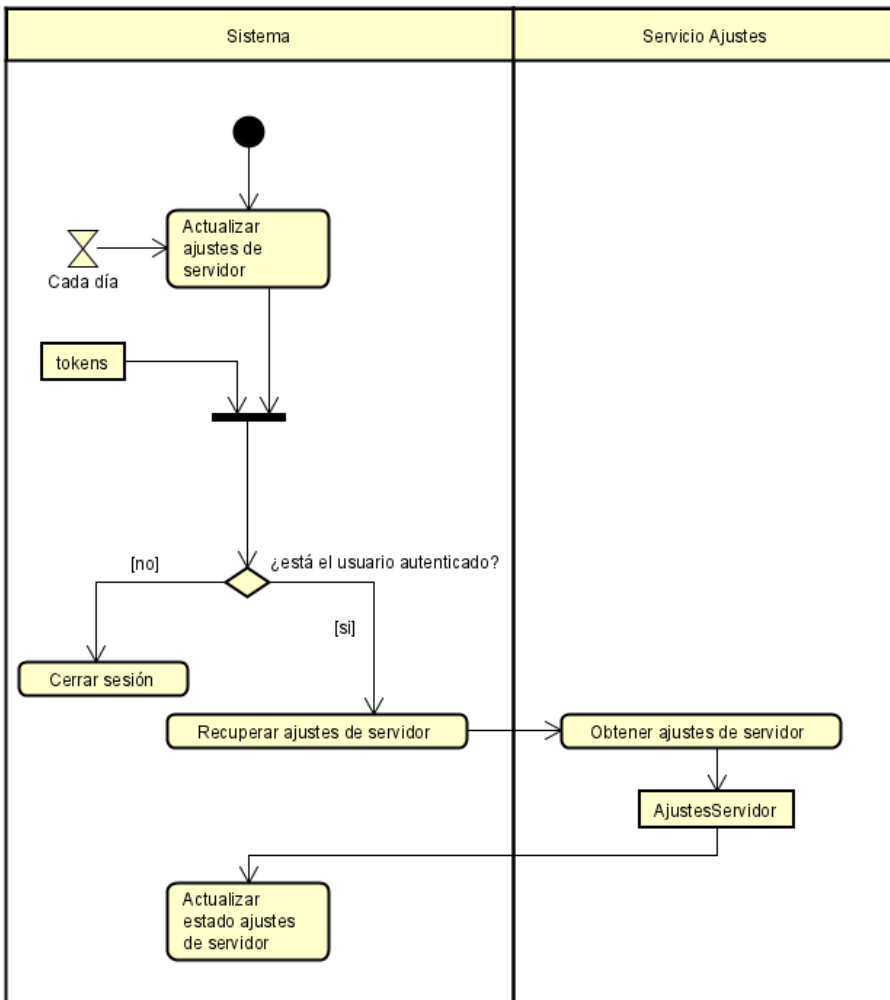 Sistema
Servicio Ajustes
Actualizar
ajustes de
servidor
Cada día
tokens
¿está el usuario autenticado?
[no]
[si]
Cerrar sesión
Recuperar ajustes de servidor
Obtener ajustes de servidor
AjustesServidor
Actualizar
estado ajustes
de servidor